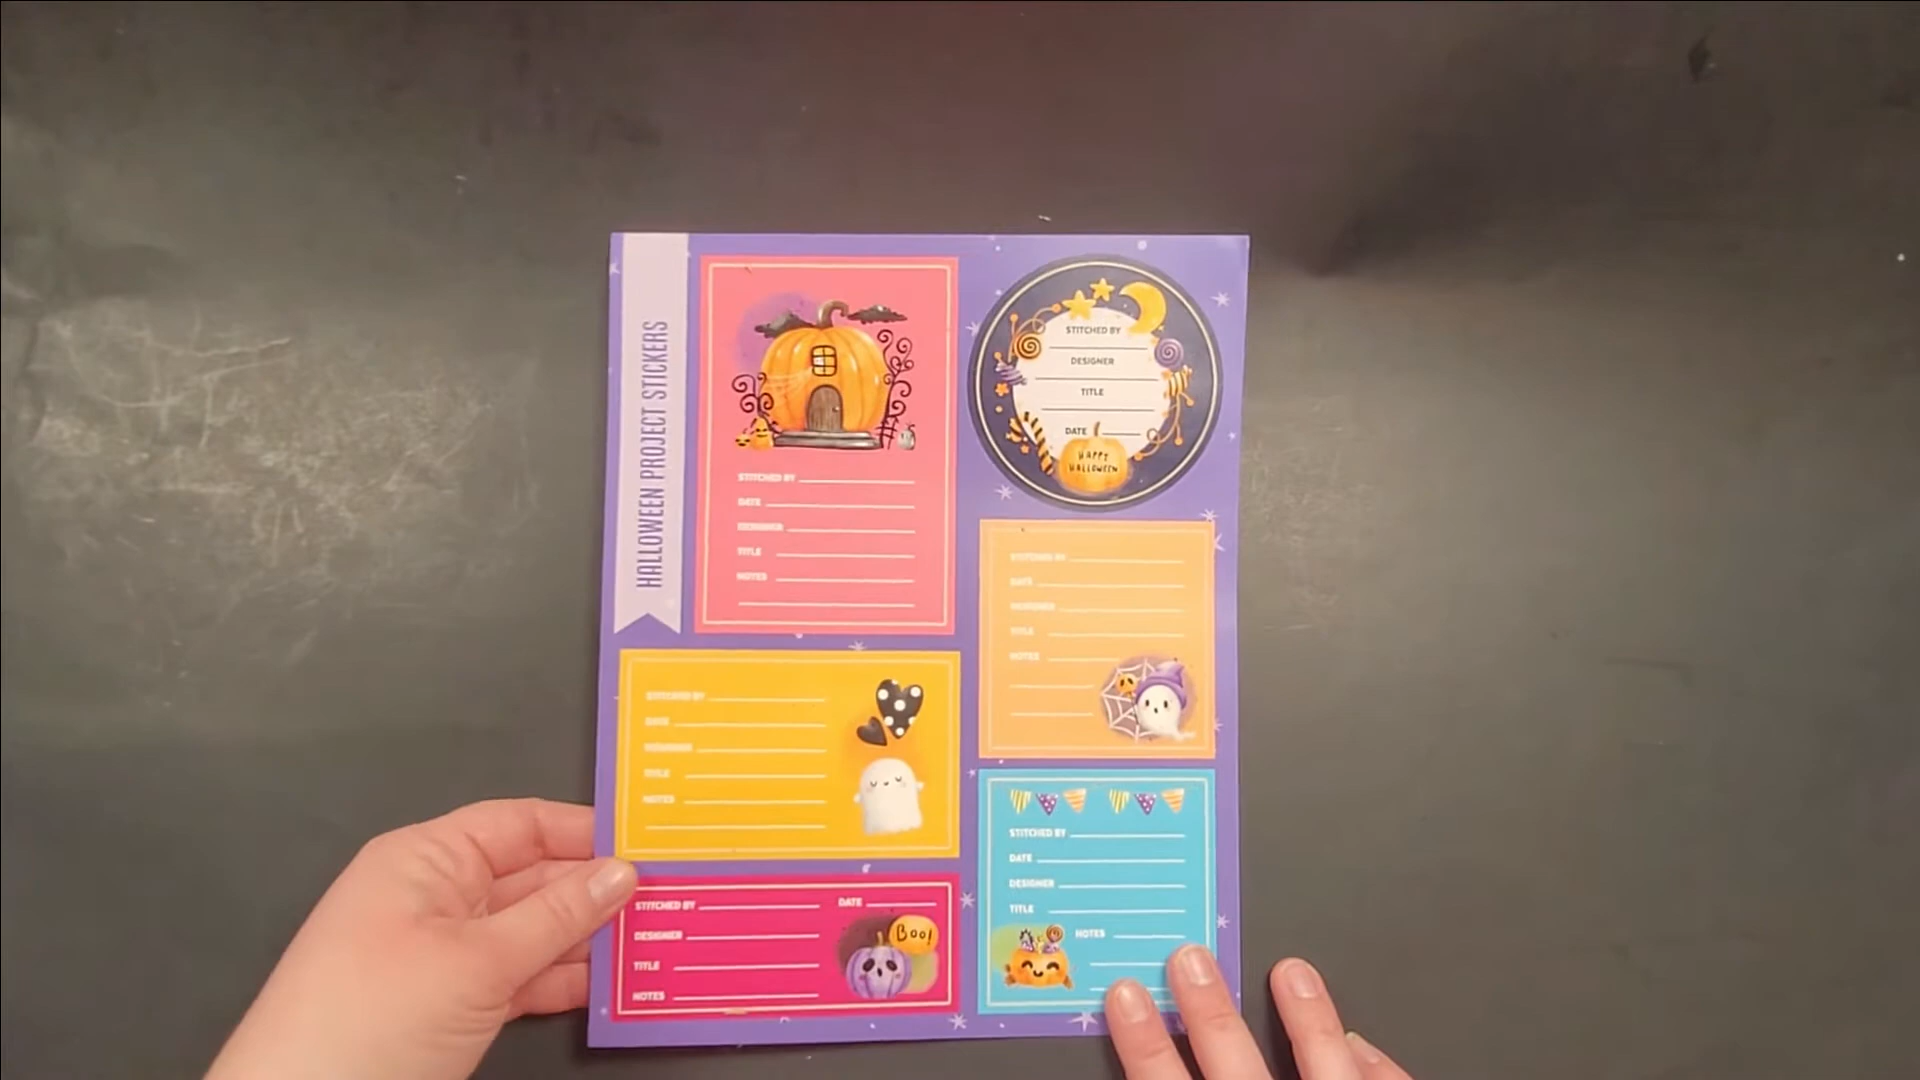 HALLOWEEN PROJECT STICKERS
STITCHED BY
DATE
DESIGNER
TITLE
NOTES
STITCHED BY
DESIGNER
TITLE
DATE
HAPPY
HALLOWEEN
STITCHED BY
DATE
DESIGNER
TITLE
NOTES
STITCHED BY
DATE
DESIGNER
TITLE
NOTES
STITCHED BY
DATE
DESIGNER
TITLE
NOTES
Boo!
STITCHED BY
DATE
DESIGNER
TITLE
NOTES